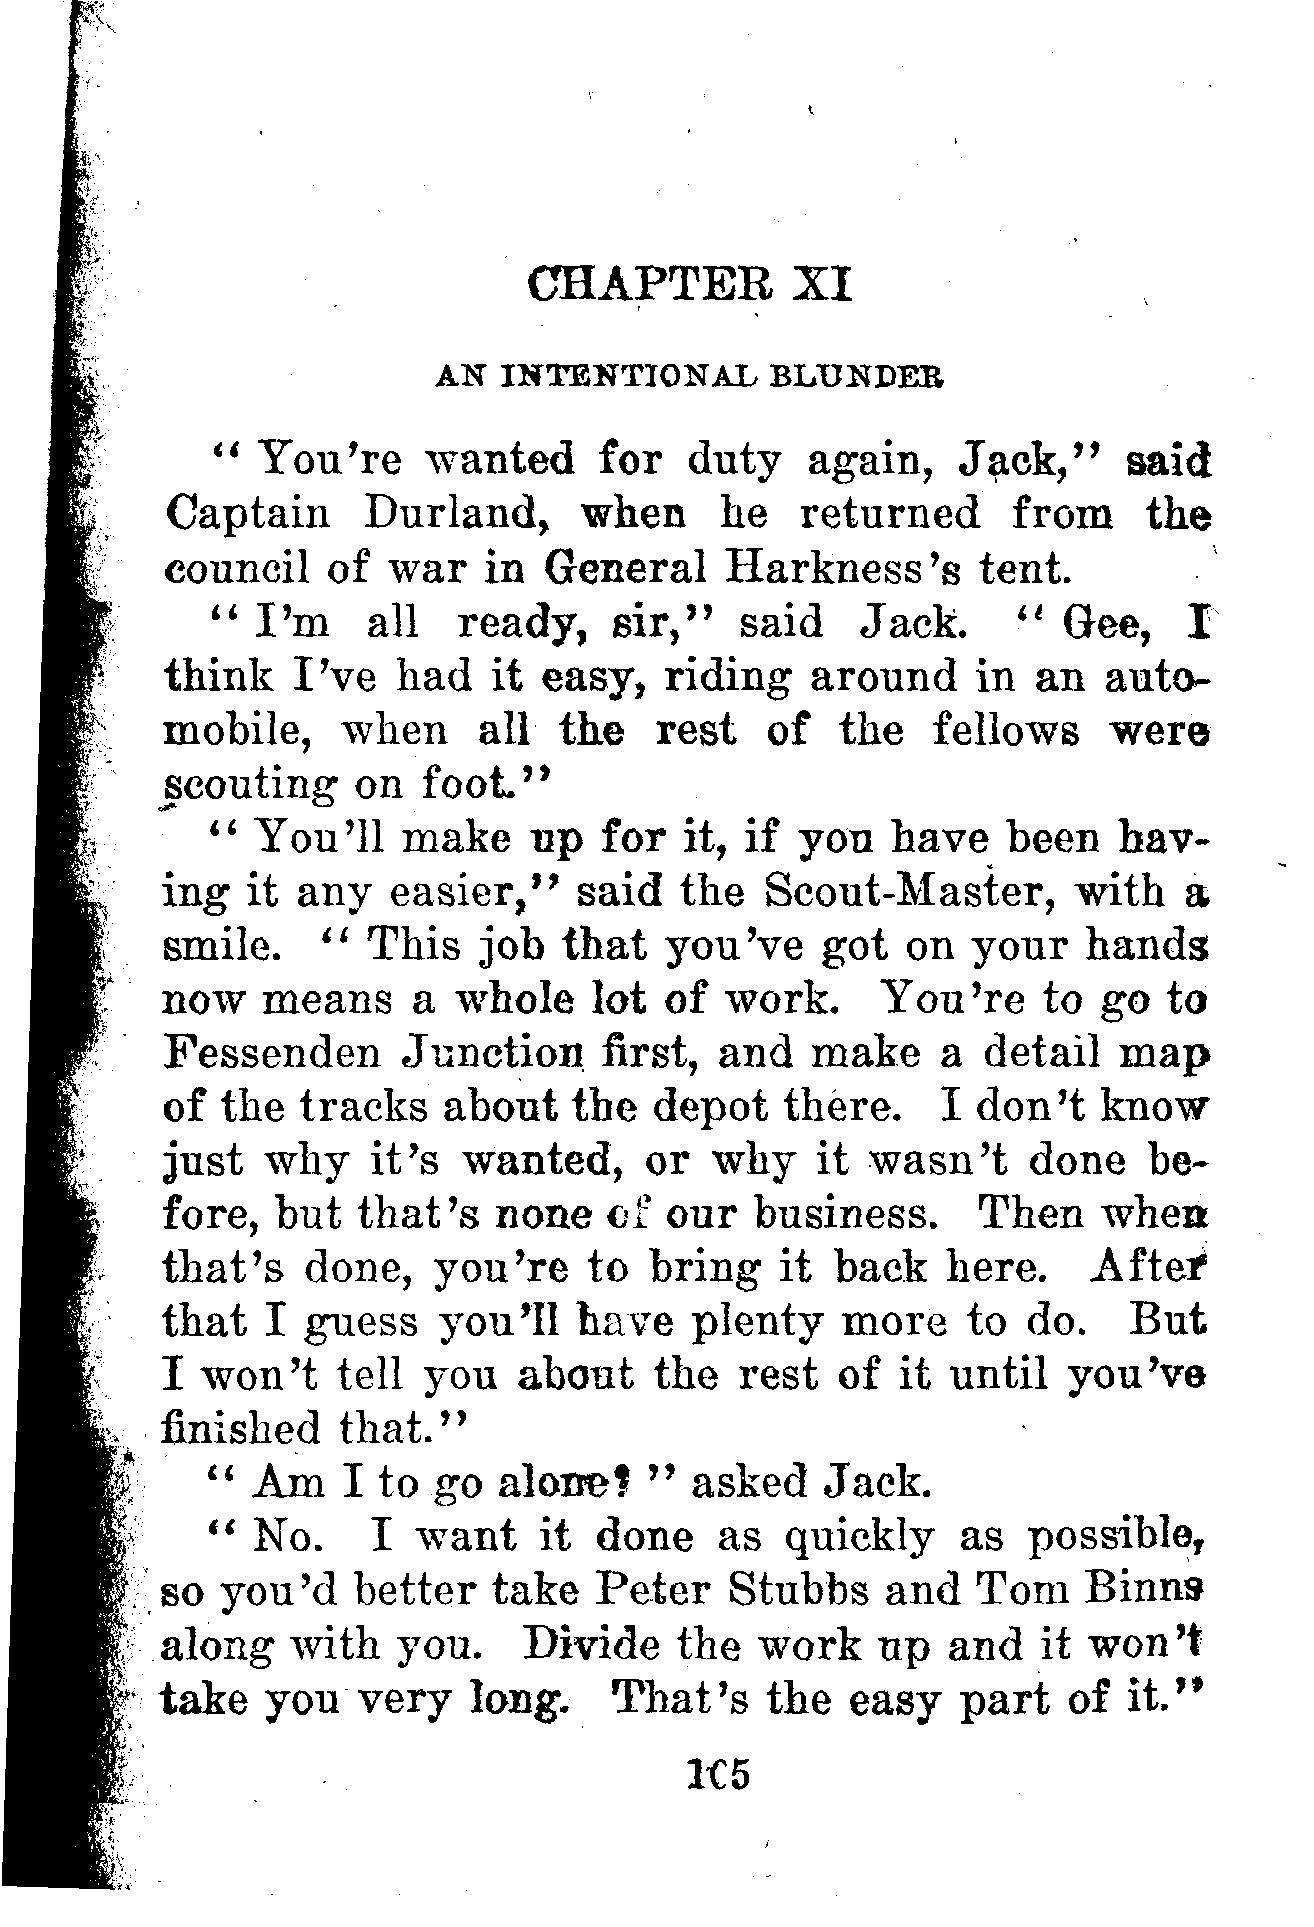 CHAPTER XI
AN INTENTIONAL BLUNDER
" You're wanted for duty again, Jack," said
Captain Durland, when he returned from the
council of war in General Harkness's tent.
" I'm all ready, sir," said Jack. " Gee, I
think I've had it easy, riding around in an auto-
mobile, when all the rest of the fellows were
scouting on foot."
" You'll make up for it, if you have been hav-
ing it any easier," said the Scout-Master, with a
smile. " This job that you've got on your hands
now means a whole lot of work. You're to go to
Fessenden Junction first, and make a detail map
of the tracks about the depot there. I don't know
just why it's wanted, or why it wasn't done be-
fore, but that's none of our business. Then when
that's done, you're to bring it back here. After
that I guess you'll have plenty more to do. But
I won't tell you about the rest of it until you've
finished that."
" Am I to go alone? " asked Jack.
" No. I want it done as quickly as possible,
so you'd better take Peter Stubbs and Tom Binns
along with you. Divide the work up and it won't
take you very long. That's the easy part of it."
105